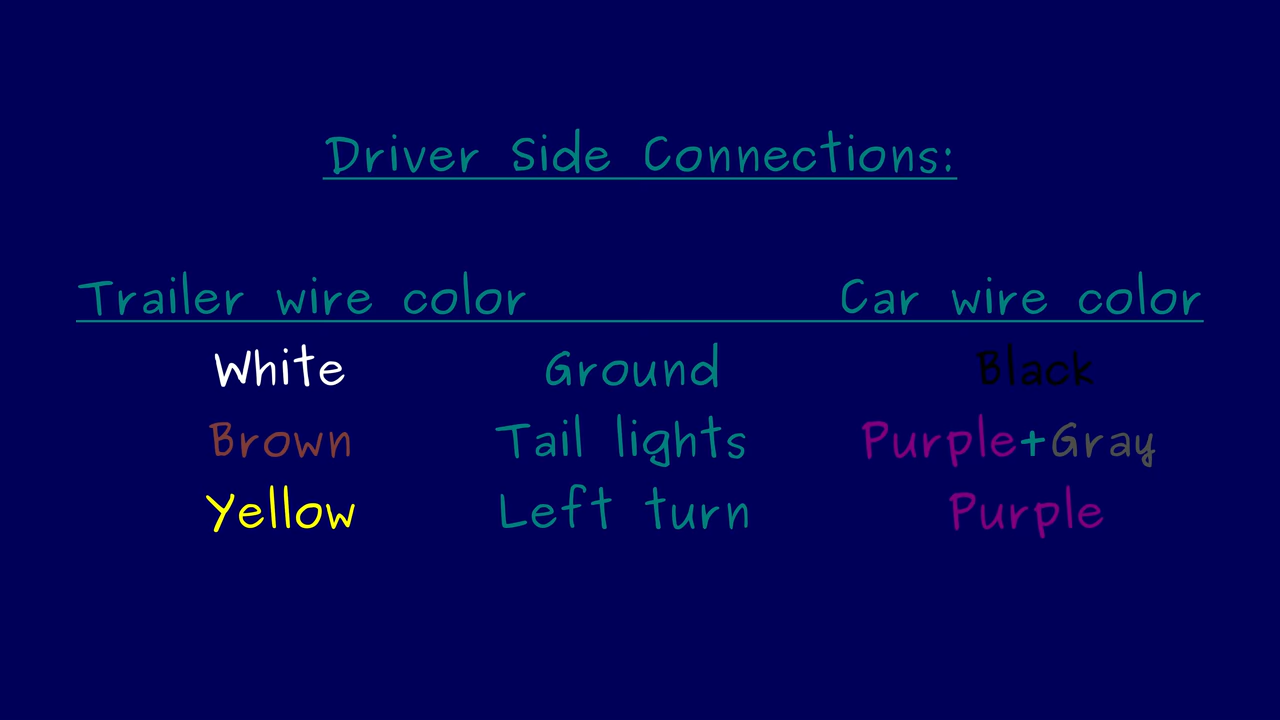 Driver Side Connections:
Trailer wire color Car wire color
White Ground Black
Brown Tail lights Purple+Gray
Yellow Left turn Purple